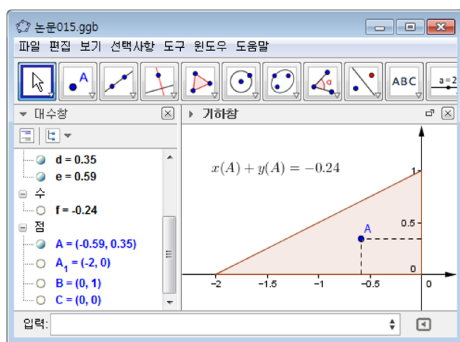 논문015.ggb
파일 편집 보기 선택사항 도구 윈도우 도움말
A
ABC
a=2
대수창
기하창
d = 0.35
e = 0.59
수
f = -0.24
점
A = (-0.59, 0.35)
A₁ = (-2, 0)
B = (0, 1)
C = (0, 0)
x(A) + y(A) = −0.24
1
0.5
A
0
-2 -1.5 -1 -0.5 0
입력: